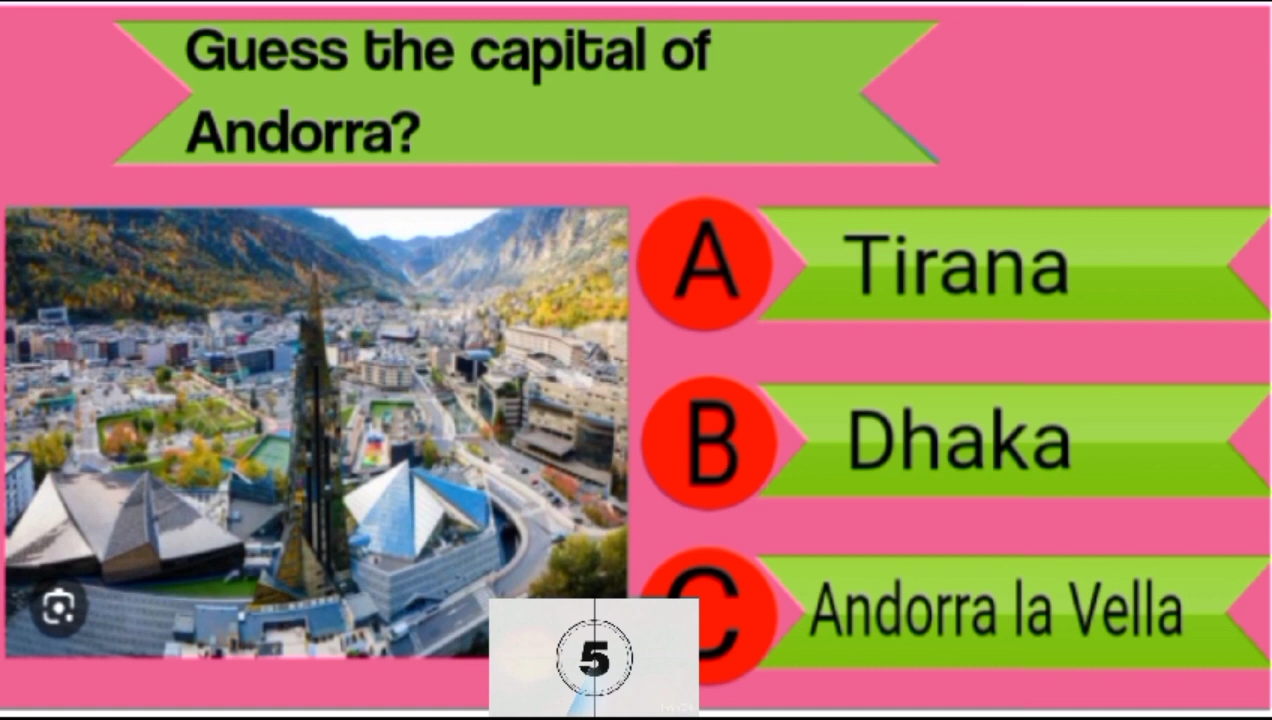 Guess the capital of
Andorra?
A
Tirana
B
Dhaka
C
Andorra la Vella
5